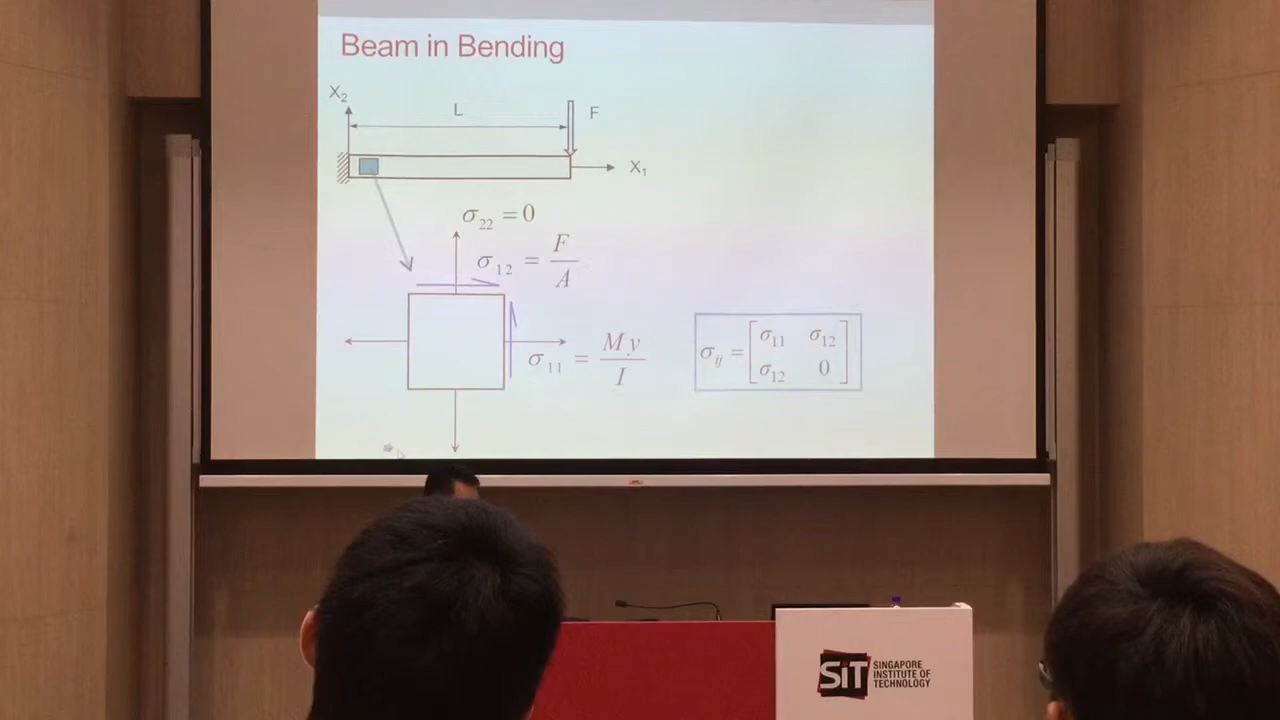 Beam in Bending
X₂
L
F
X₁
σ₂₂ = 0
σ₁₂ = F/A
σ₁₁ = My/I
σᵢⱼ = [σ₁₁ σ₁₂
σ₁₂ 0]
SiT SINGAPORE
INSTITUTE OF
TECHNOLOGY